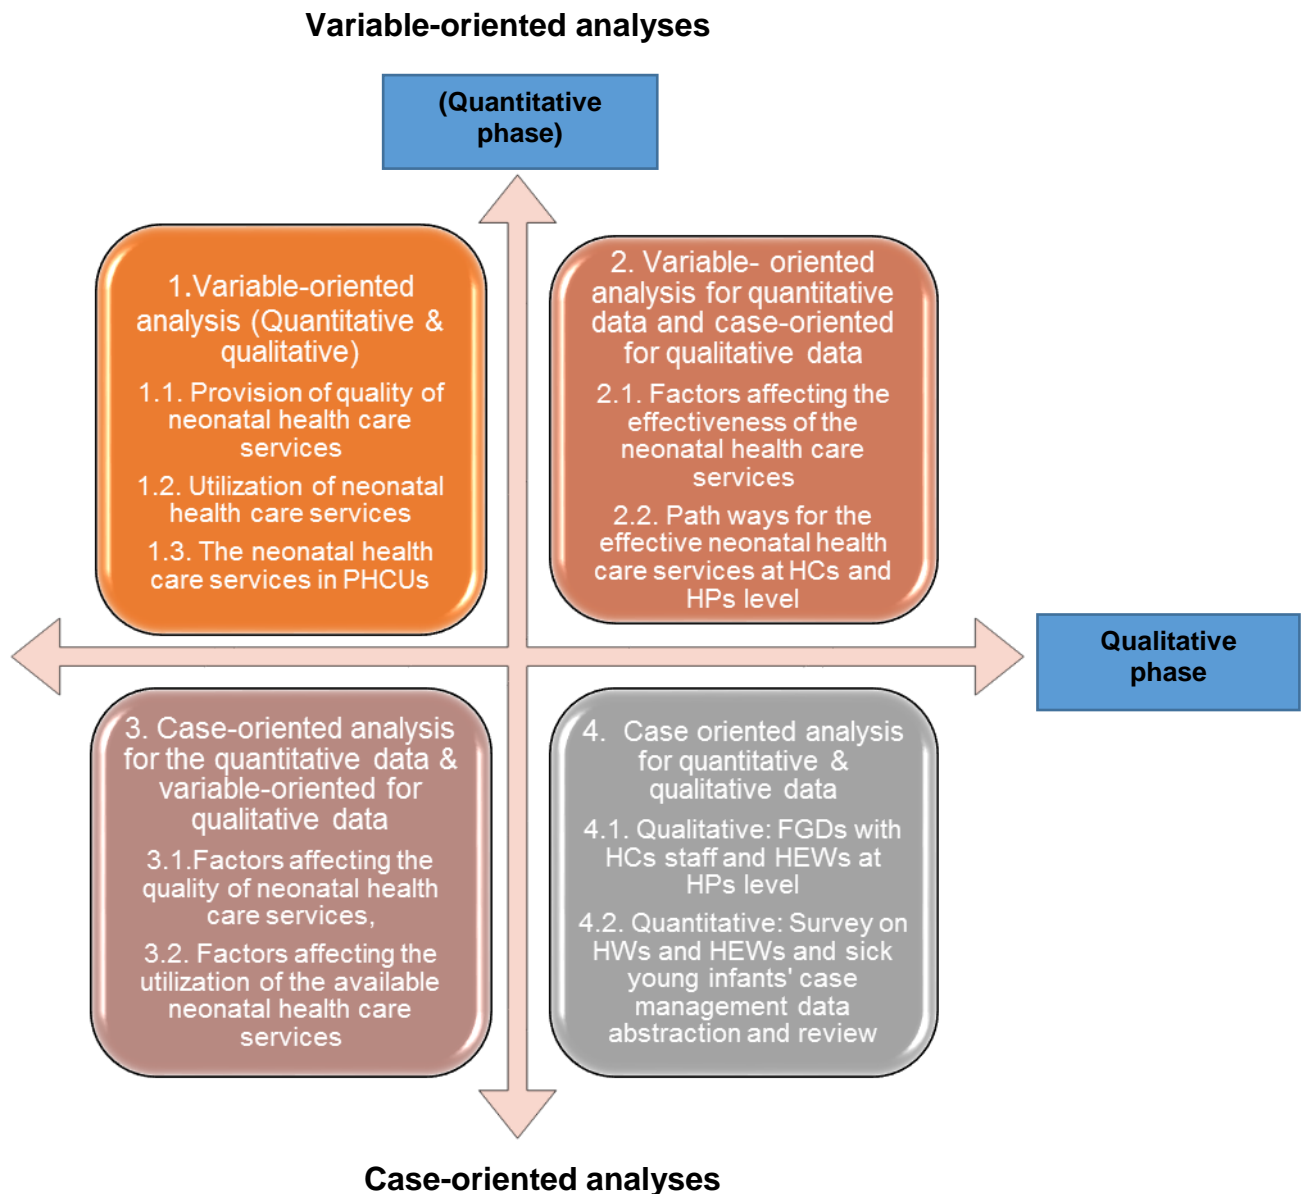 Variable-oriented analyses
(Quantitative
phase)
1.Variable-oriented
analysis (Quantitative &
qualitative)
1.1. Provision of quality of
neonatal health care
services
1.2. Utilization of neonatal
health care services
1.3. The neonatal health
care services in PHCUs
2. Variable- oriented
analysis for quantitative
data and case-oriented
for qualitative data
2.1. Factors affecting the
effectiveness of the
neonatal health care
services
2.2. Path ways for the
effective neonatal health
care services at HCs and
HPs level
Qualitative
phase
3. Case-oriented analysis
for the quantitative data &
variable-oriented for
qualitative data
3.1.Factors affecting the
quality of neonatal health
care services,
3.2. Factors affecting the
utilization of the available
neonatal health care
services
4. Case oriented analysis
for quantitative &
qualitative data
4.1. Qualitative: FGDs with
HCs staff and HEWs at
HPs level
4.2. Quantitative: Survey on
HWs and HEWs and sick
young infants' case
management data
abstraction and review
Case-oriented analyses